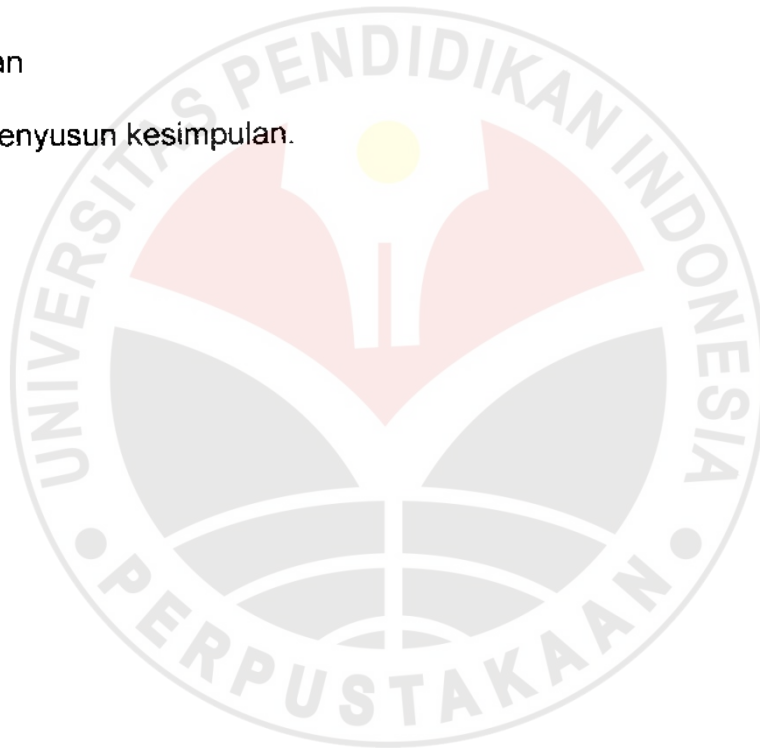 an
enyusun kesimpulan.
UNIVERSITAS PENDIDIKAN INDONESIA
PERPUSTAKAAN